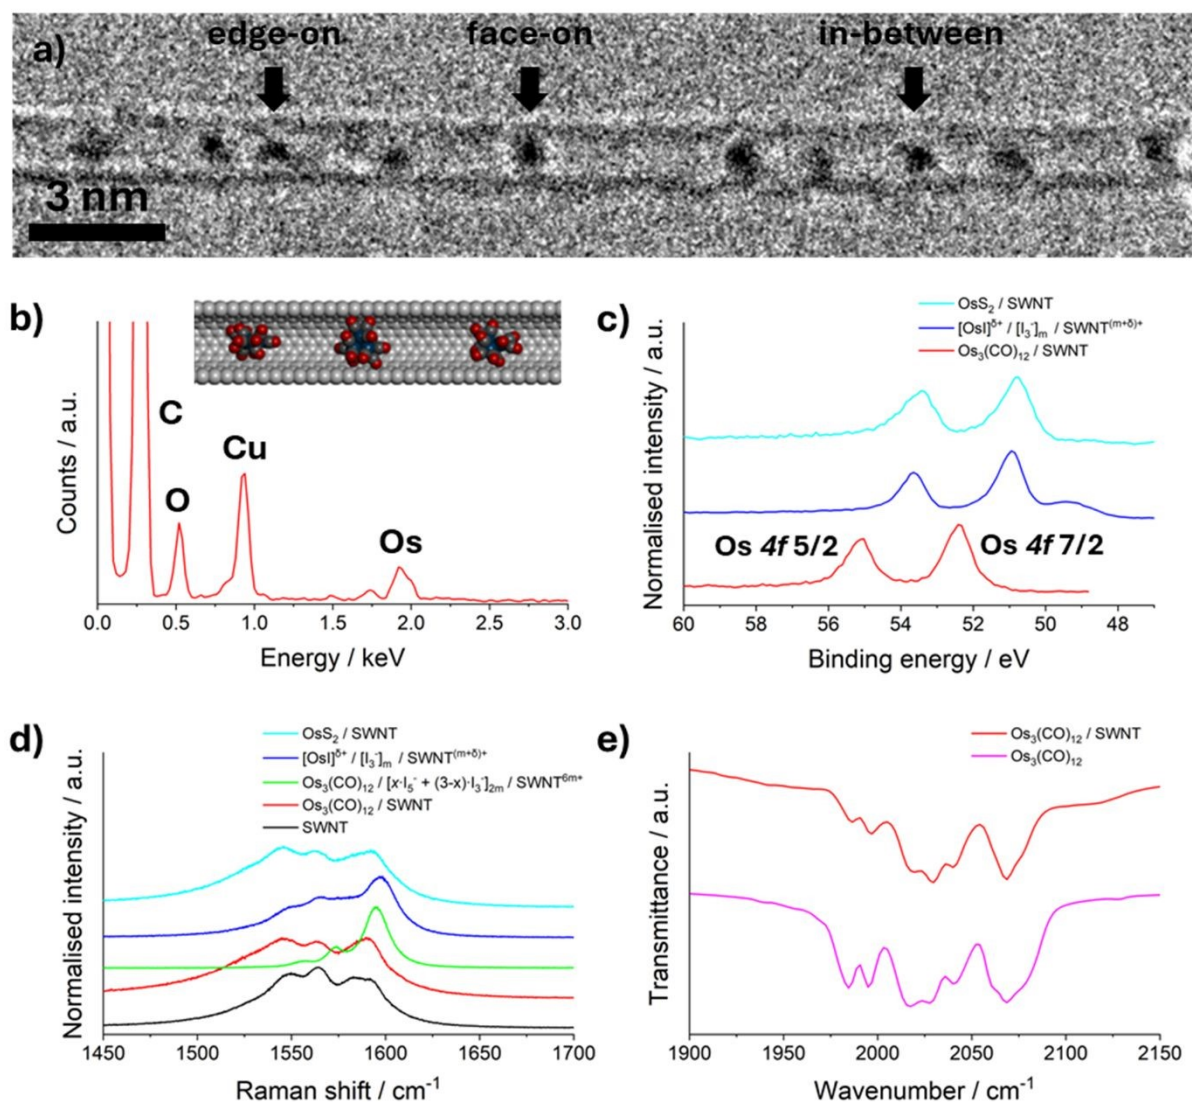 a)
edge-on
face-on
in-between
3 nm
b)
Counts / a.u.
C
O
Cu
Os
0.0 0.5 1.0 1.5 2.0 2.5 3.0
Energy / keV
c)
OsS₂ / SWNT
[OsI]ᵟ⁺ / [I₃⁻]ₘ / SWNT⁽ᵐ⁺ᵟ⁾⁺
Os₃(CO)₁₂ / SWNT
Normalised intensity / a.u.
Os 4f 5/2
Os 4f 7/2
60 58 56 54 52 50 48
Binding energy / eV
d)
OsS₂ / SWNT
[OsI]ᵟ⁺ / [I₃⁻]ₘ / SWNT⁽ᵐ⁺ᵟ⁾⁺
Os₃(CO)₁₂ / [x·I₅⁻ + (3-x)·I₃⁻]₂ₘ / SWNT⁶ᵐ⁺
Os₃(CO)₁₂ / SWNT
SWNT
Normalised intensity / a.u.
1450 1500 1550 1600 1650 1700
Raman shift / cm⁻¹
e)
Os₃(CO)₁₂ / SWNT
Os₃(CO)₁₂
Transmittance / a.u.
1900 1950 2000 2050 2100 2150
Wavenumber / cm⁻¹